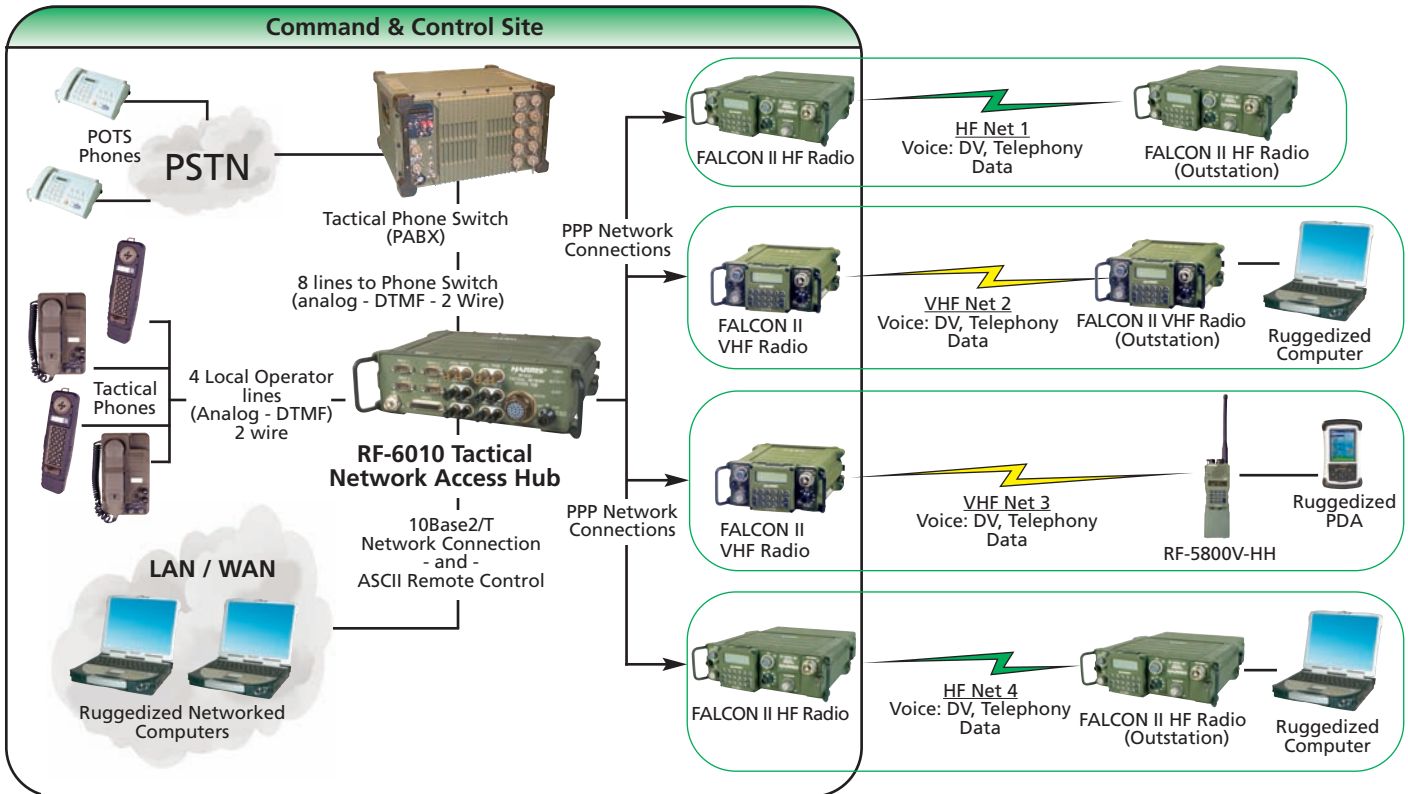 Command & Control Site
POTS
Phones
PSTN
Tactical Phone Switch
(PABX)
8 lines to Phone Switch
(analog - DTMF - 2 Wire)
Tactical
Phones
4 Local Operator
lines
(Analog - DTMF)
2 wire
HARRIS
RF-6010 Tactical
Network Access Hub
10Base2/T
Network Connection
- and -
ASCII Remote Control
LAN / WAN
Ruggedized Networked
Computers
PPP Network
Connections
PPP Network
Connections
FALCON II HF Radio
HF Net 1
Voice: DV, Telephony
Data
FALCON II HF Radio
(Outstation)
FALCON II
VHF Radio
VHF Net 2
Voice: DV, Telephony
Data
FALCON II VHF Radio
(Outstation)
Ruggedized
Computer
FALCON II
VHF Radio
VHF Net 3
Voice: DV, Telephony
Data
RF-5800V-HH
Ruggedized
PDA
FALCON II HF Radio
HF Net 4
Voice: DV, Telephony
Data
FALCON II HF Radio
(Outstation)
Ruggedized
Computer